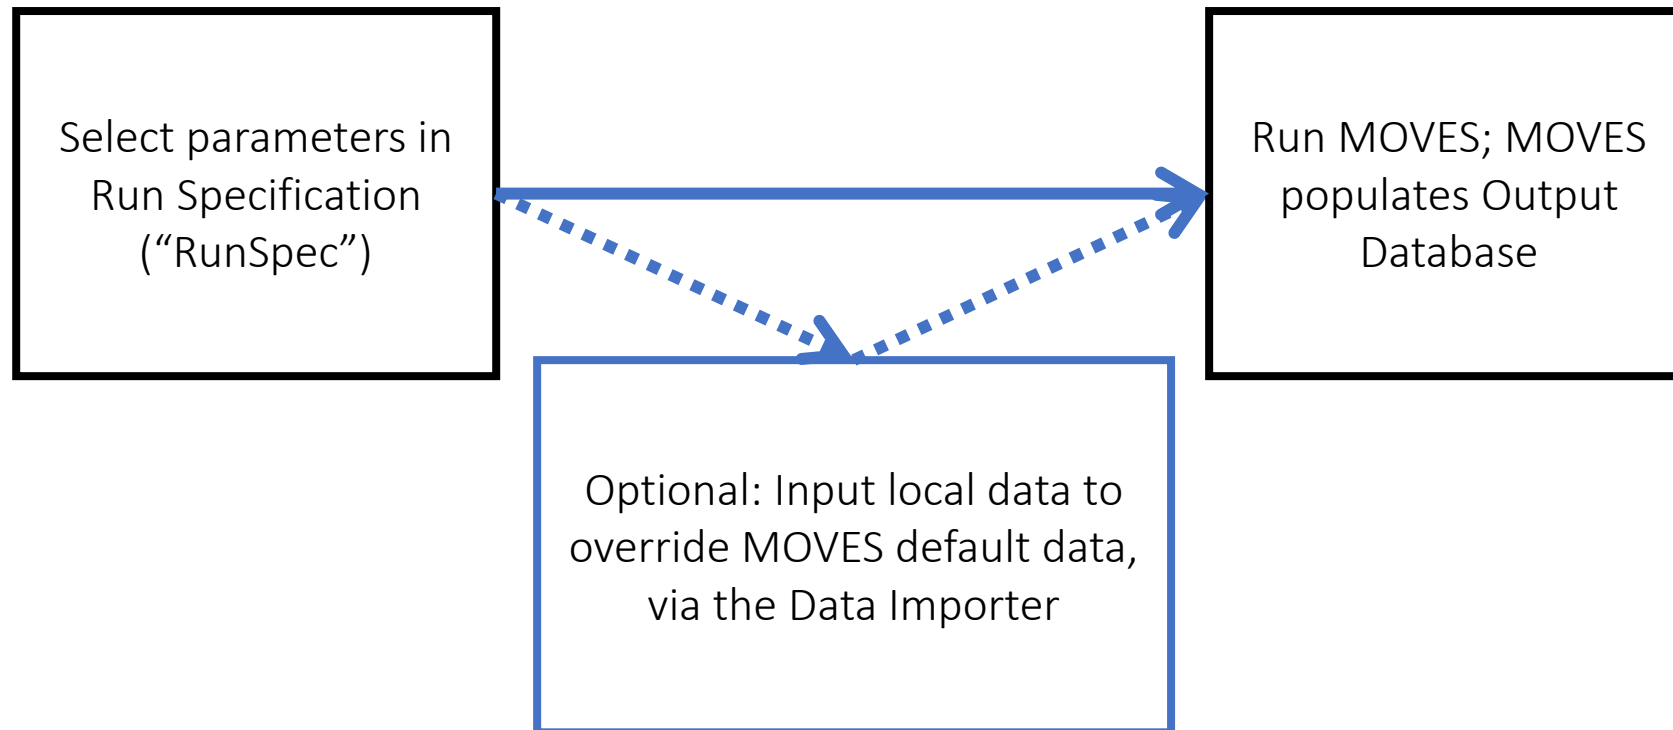 Select parameters in
Run Specification
(“RunSpec”)
Run MOVES; MOVES
populates Output
Database
Optional: Input local data to
override MOVES default data,
via the Data Importer